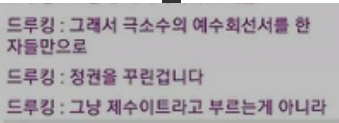 드루킹 : 그래서 극소수의 예수회선서를 한
자들만으로
드루킹 : 정권을 꾸린겁니다
드루킹 : 그냥 제수이트라고 부르는게 아니라